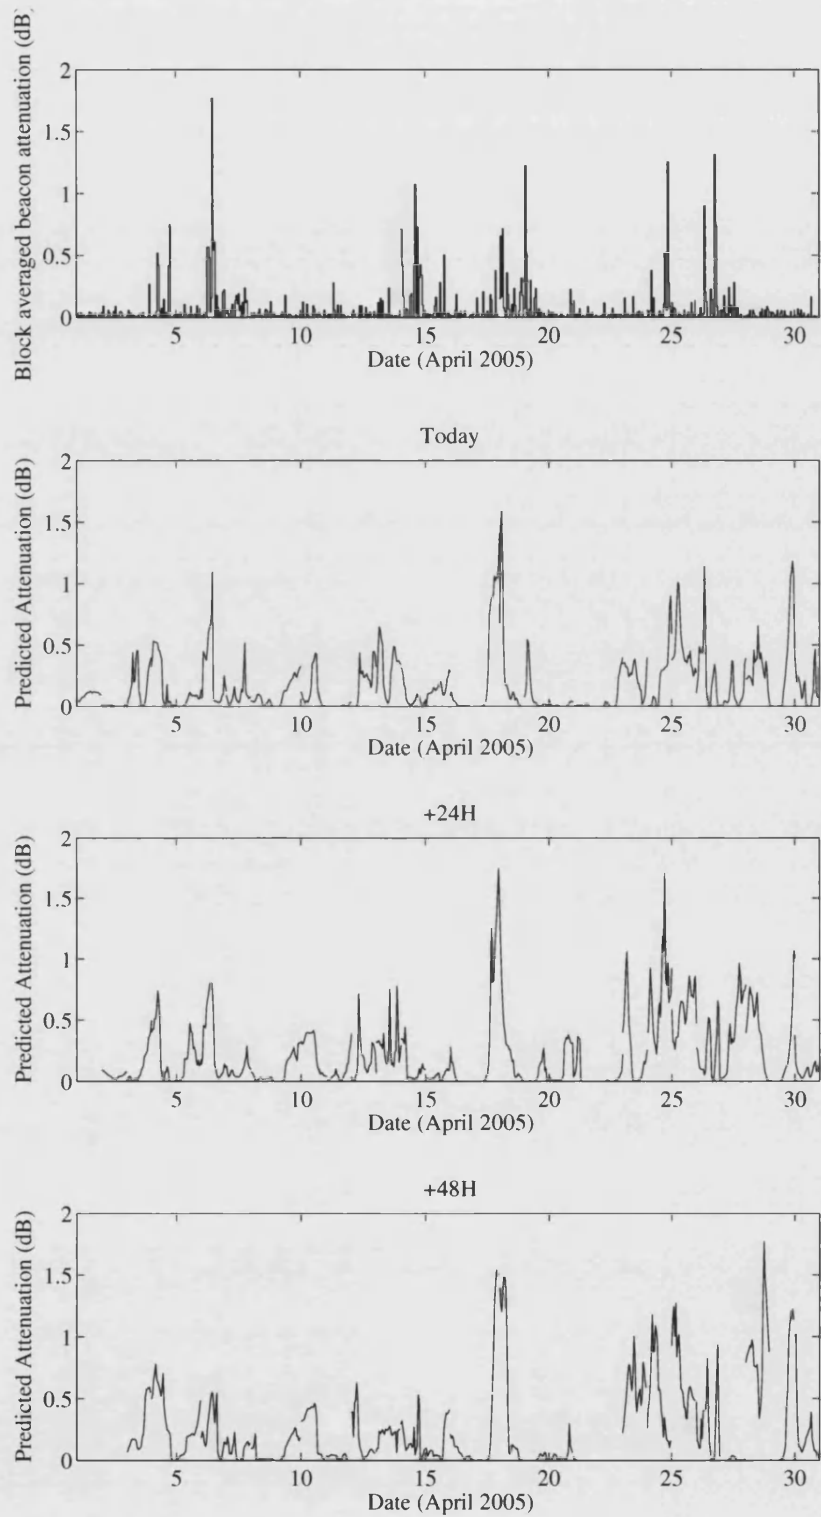 Block averaged beacon attenuation (dB)
2
1.5
1
0.5
0
5 10 15 20 25 30
Date (April 2005)
Today
Predicted Attenuation (dB)
2
1.5
1
0.5
0
5 10 15 20 25 30
Date (April 2005)
+24H
Predicted Attenuation (dB)
2
1.5
1
0.5
0
5 10 15 20 25 30
Date (April 2005)
+48H
Predicted Attenuation (dB)
2
1.5
1
0.5
0
5 10 15 20 25 30
Date (April 2005)